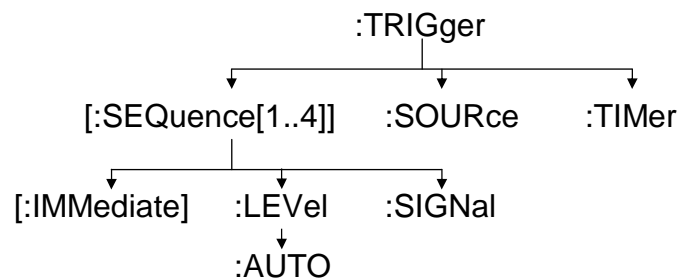 :TRIGger
[:SEQuence[1..4]] :SOURce :TIMer
[:IMMediate] :LEVel :SIGNal
:AUTO